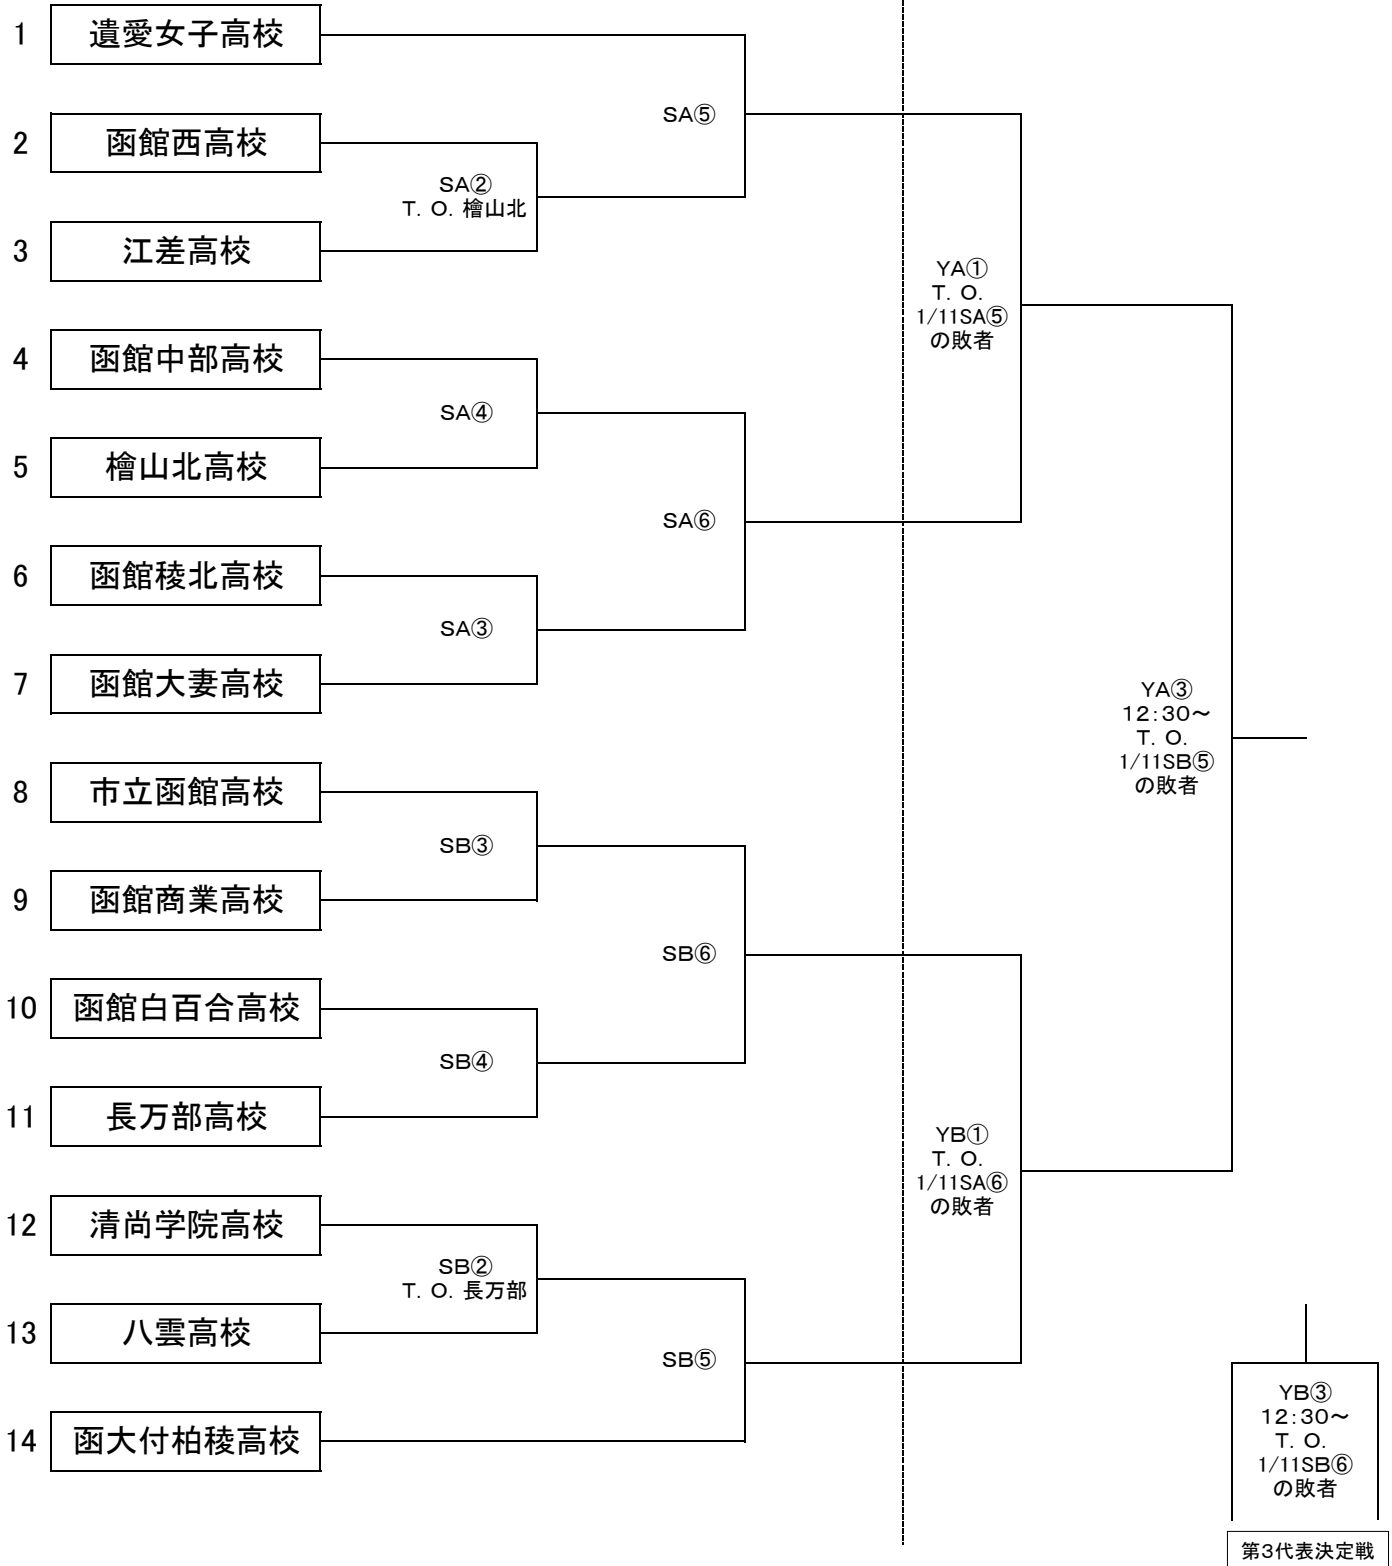 1 遺愛女子高校
SA⑤
2 函館西高校
SA②
T. O. 檜山北
3 江差高校
YA①
T. O.
1/11SA⑤
の敗者
4 函館中部高校
SA④
5 檜山北高校
SA⑥
6 函館稜北高校
SA③
7 函館大妻高校
YA③
12:30～
T. O.
1/11SB⑤
の敗者
8 市立函館高校
SB③
9 函館商業高校
SB⑥
10 函館白百合高校
SB④
11 長万部高校
YB①
T. O.
1/11SA⑥
の敗者
12 清尚学院高校
SB②
T. O. 長万部
13 八雲高校
SB⑤
14 函大付柏稜高校
YB③
12:30～
T. O.
1/11SB⑥
の敗者
第3代表決定戦